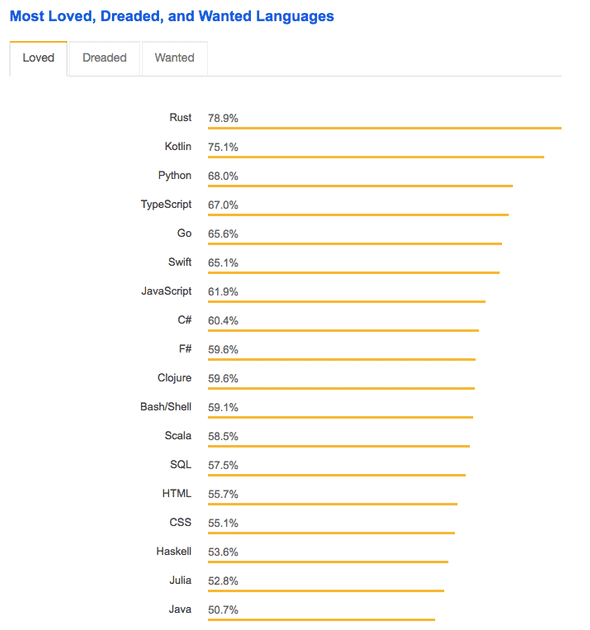 Most Loved, Dreaded, and Wanted Languages
Loved Dreaded Wanted
Rust 78.9%
Kotlin 75.1%
Python 68.0%
TypeScript 67.0%
Go 65.6%
Swift 65.1%
JavaScript 61.9%
C# 60.4%
F# 59.6%
Clojure 59.6%
Bash/Shell 59.1%
Scala 58.5%
SQL 57.5%
HTML 55.7%
CSS 55.1%
Haskell 53.6%
Julia 52.8%
Java 50.7%